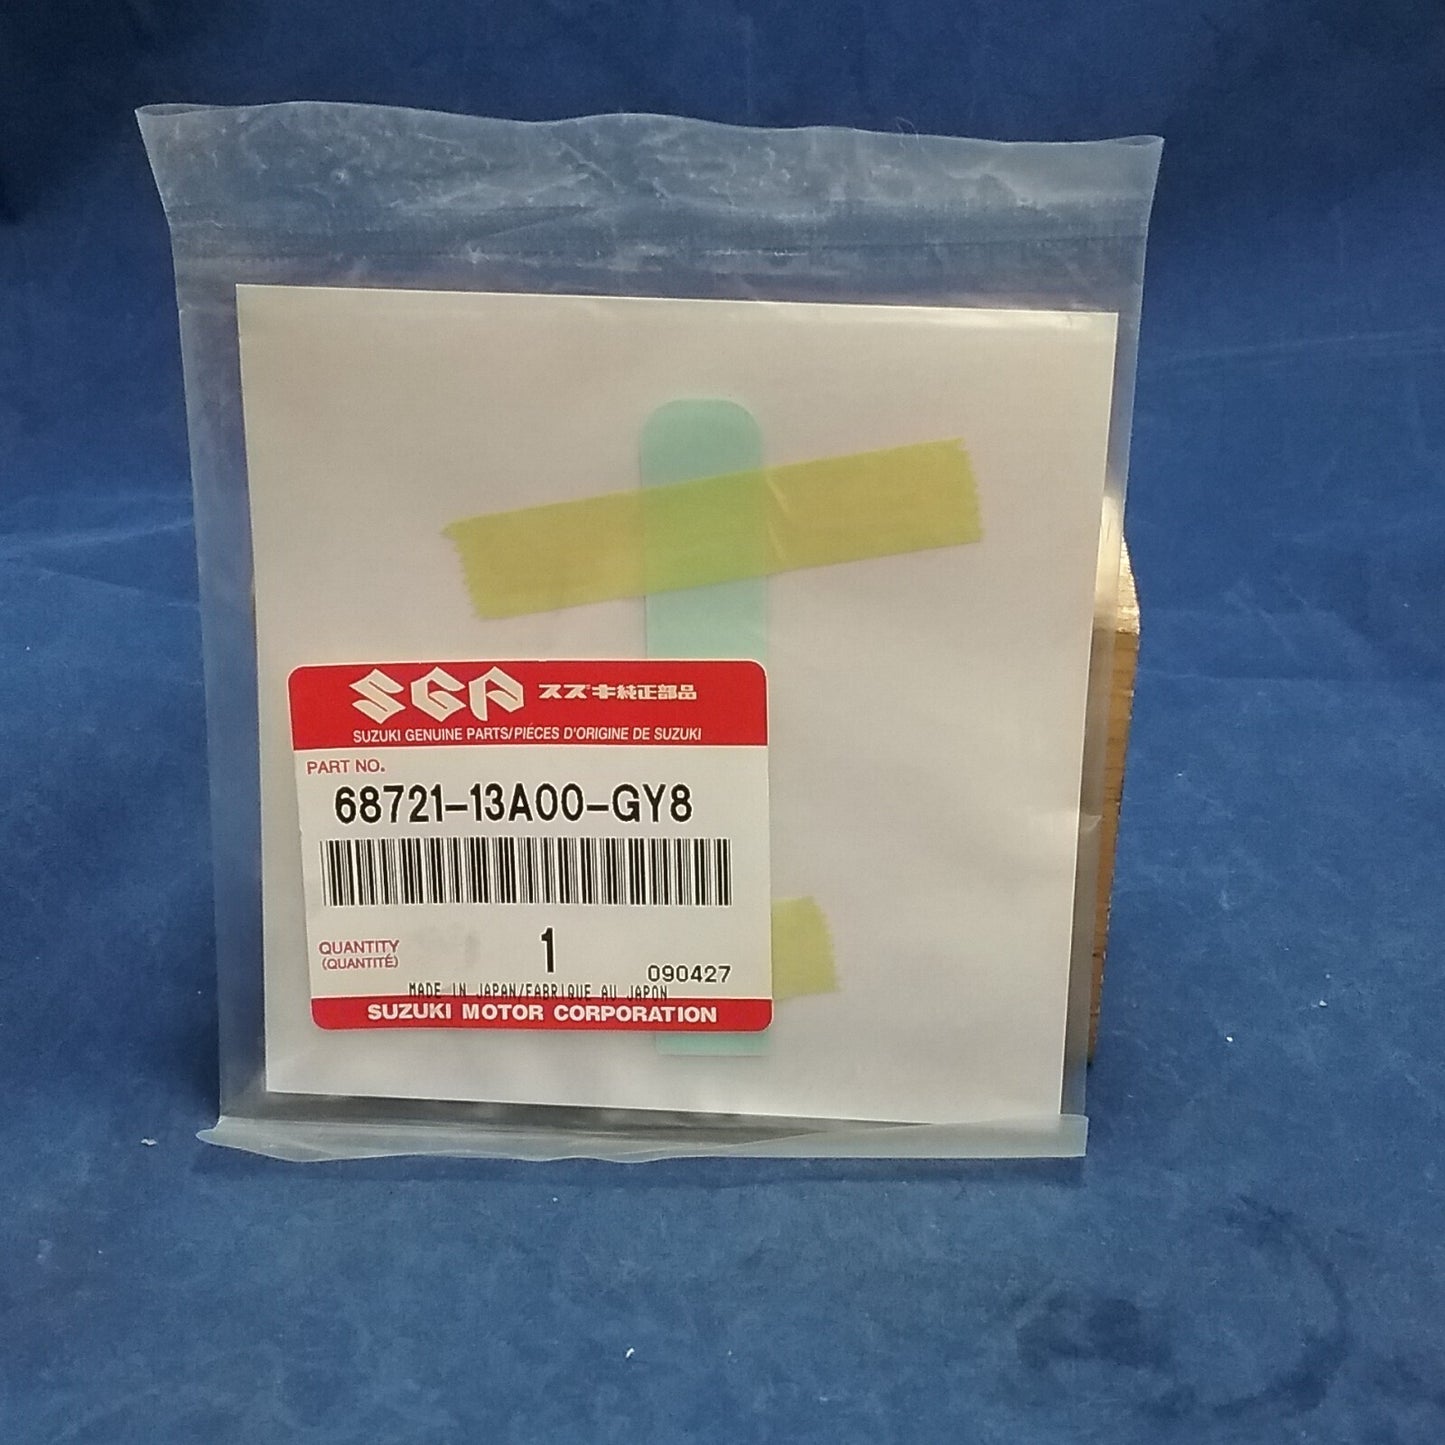 SGP スズキ純正部品
SUZUKI GENUINE PARTS/PIÉCES D'ORIGINE DE SUZUKI
PART NO.
68721-13A00-GY8
QUANTITY 1
(QUANTITÉ) 090427
MADE IN JAPAN/FABRIQUE AU JAPON
SUZUKI MOTOR CORPORATION